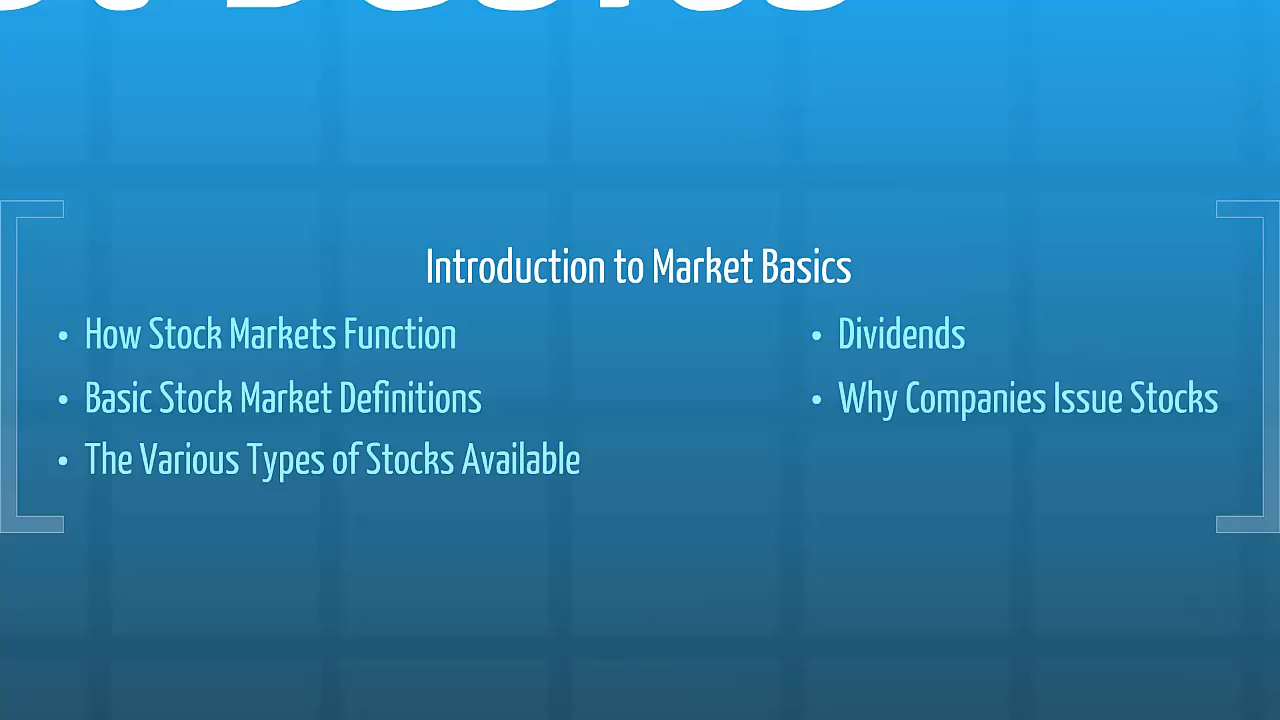 Introduction to Market Basics
• How Stock Markets Function
• Basic Stock Market Definitions
• The Various Types of Stocks Available
• Dividends
• Why Companies Issue Stocks